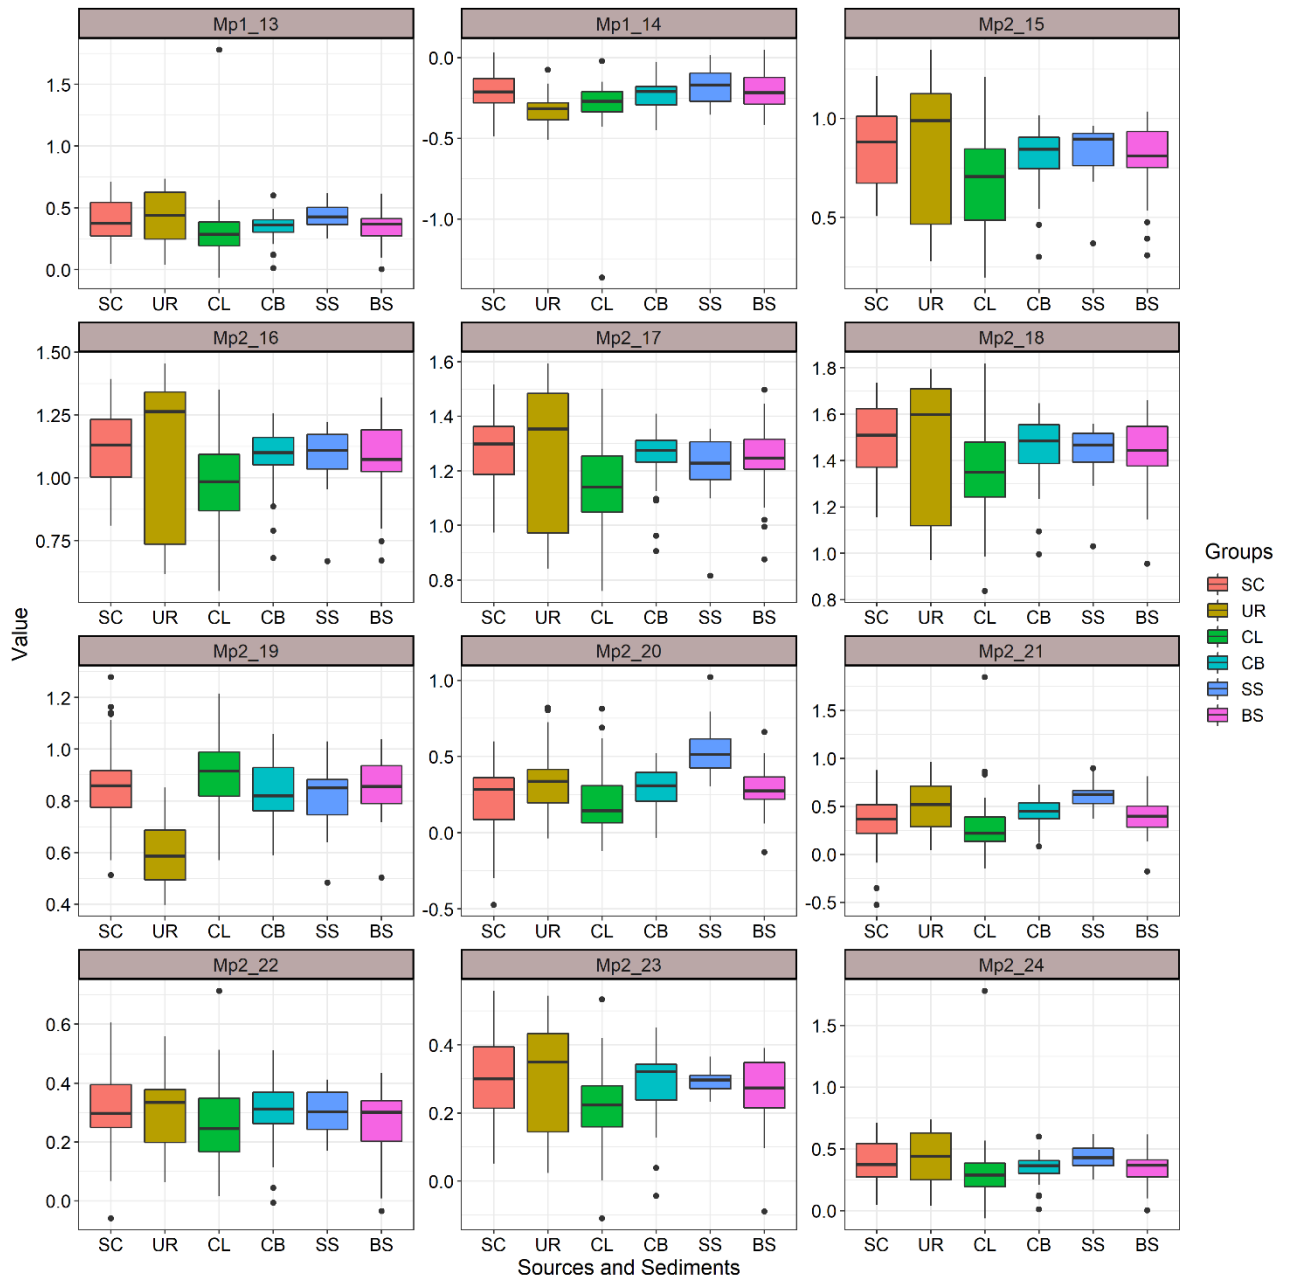 Mp1_13 Mp1_14 Mp2_15
1.5
1.0
0.5
0.0
0.0
-0.5
-1.0
1.0
0.5
SC UR CL CB SS BS
SC UR CL CB SS BS
SC UR CL CB SS BS
Mp2_16 Mp2_17 Mp2_18
1.50
1.25
1.00
0.75
1.6
1.4
1.2
1.0
0.8
1.8
1.6
1.4
1.2
1.0
0.8
SC UR CL CB SS BS
SC UR CL CB SS BS
SC UR CL CB SS BS
Mp2_19 Mp2_20 Mp2_21
1.2
1.0
0.8
0.6
0.4
1.0
0.5
0.0
-0.5
1.5
1.0
0.5
0.0
-0.5
SC UR CL CB SS BS
SC UR CL CB SS BS
SC UR CL CB SS BS
Mp2_22 Mp2_23 Mp2_24
0.6
0.4
0.2
0.0
0.4
0.2
0.0
1.5
1.0
0.5
0.0
SC UR CL CB SS BS
SC UR CL CB SS BS
SC UR CL CB SS BS
Value
Sources and Sediments
Groups
SC
UR
CL
CB
SS
BS